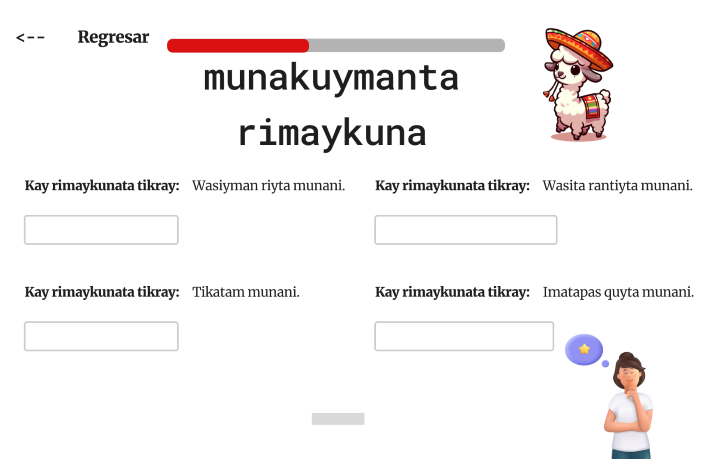 <-- Regresar
munakuymanta
rimaykuna
Kay rimaykunata tikray: Wasiyman riyta munani.
Kay rimaykunata tikray: Wasita rantiyta munani.
Kay rimaykunata tikray: Tikatam munani.
Kay rimaykunata tikray: Imatapas quyta munani.